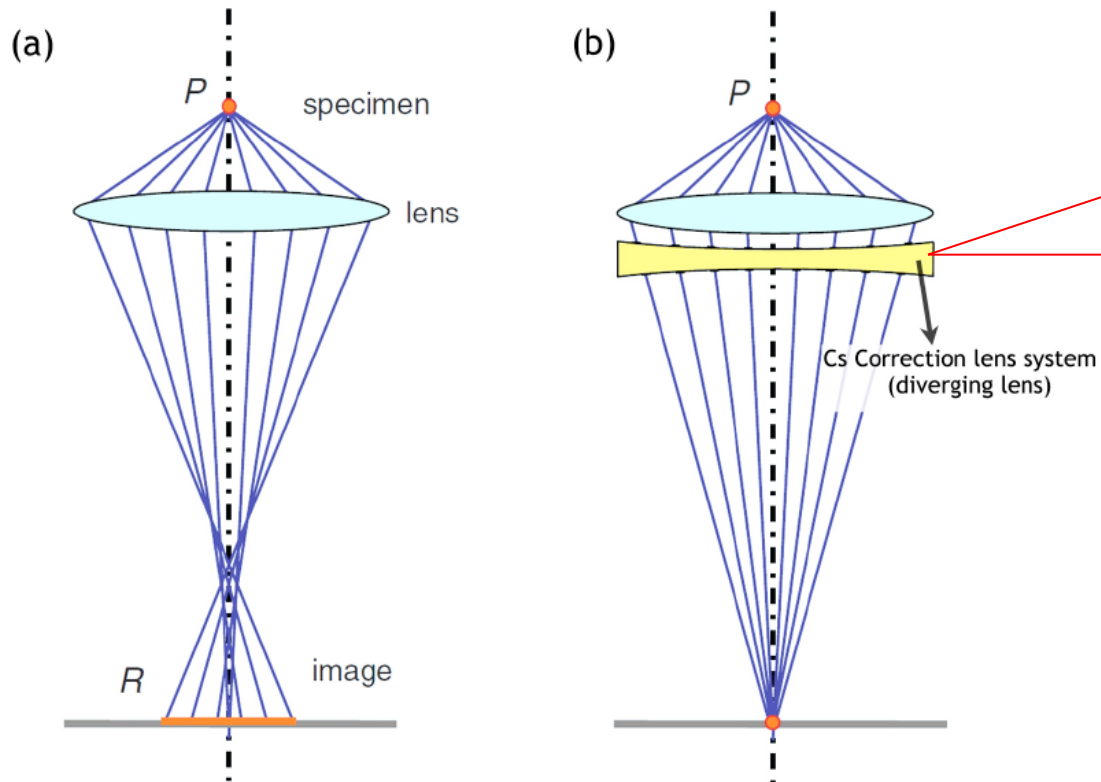 (a)
P
specimen
lens
R
image
(b)
P
Cs Correction lens system
(diverging lens)